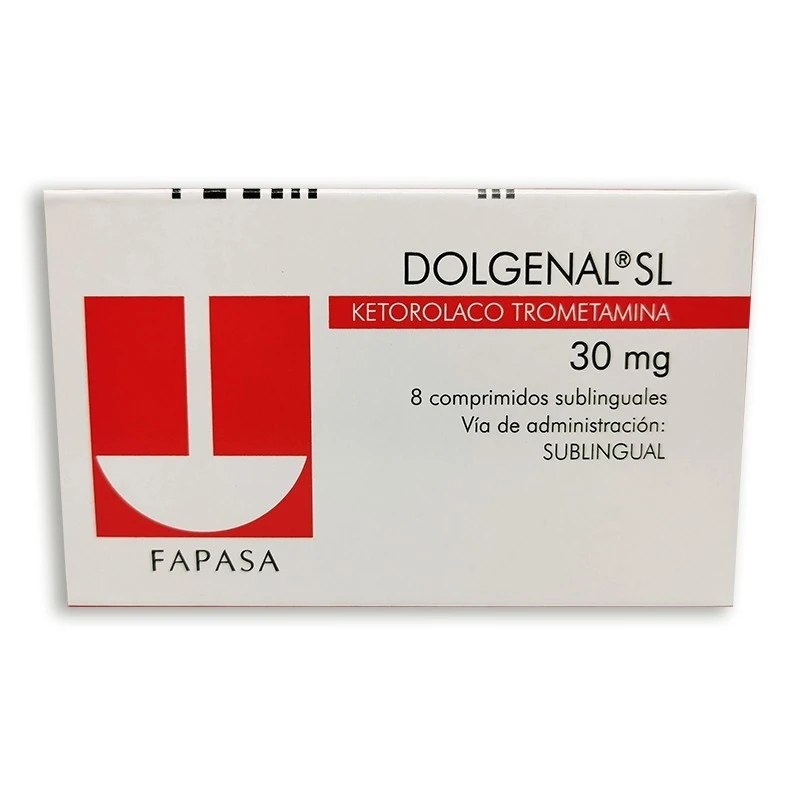 DOLGENAL® SL
KETOROLACO TROMETAMINA
30 mg
8 comprimidos sublinguales
Vía de administración:
SUBLINGUAL
FAPASA